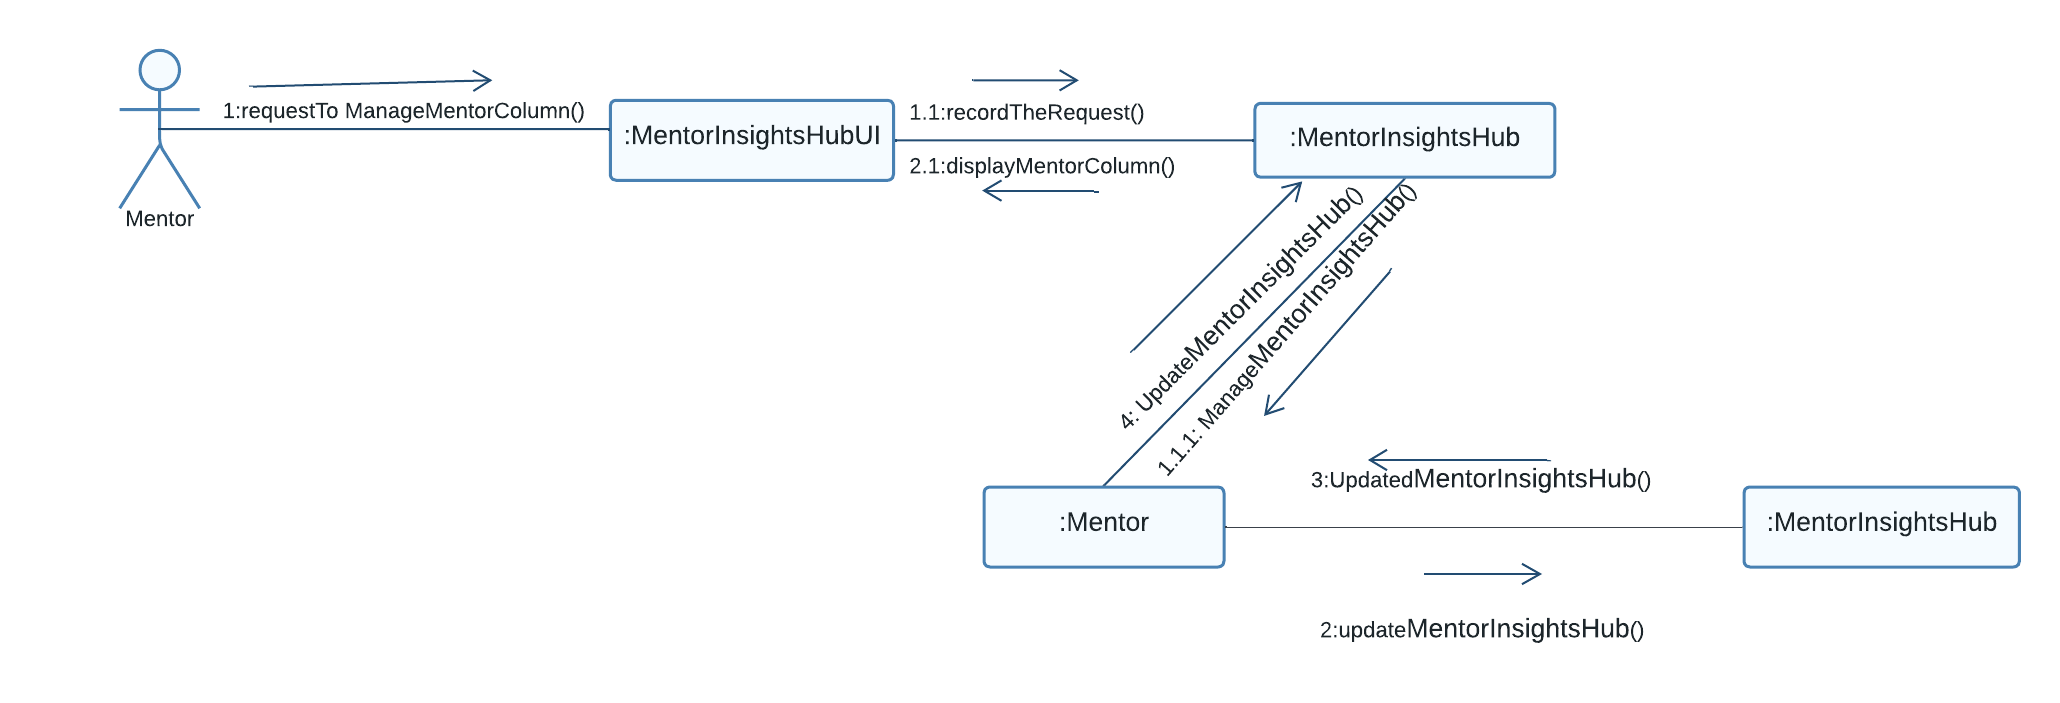 1:requestTo ManageMentorColumn()
Mentor
:MentorInsightsHubUI
1.1:recordTheRequest()
2.1:displayMentorColumn()
:MentorInsightsHub
4: UpdateMentorInsightsHub()
1.1.1: ManageMentorInsightsHub()
3:UpdatedMentorInsightsHub()
:Mentor
:MentorInsightsHub
2:updateMentorInsightsHub()